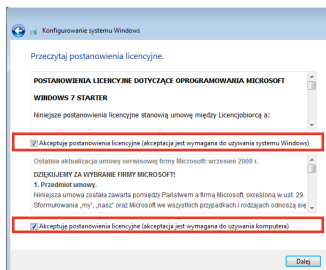 Konfigurowanie systemu Windows
Przeczytaj postanowienia licencyjne.
POSTANOWIENIA LICENCYJNE DOTYCZĄCE OPROGRAMOWANIA MICROSOFT
WINDOWS 7 STARTER
Niniejsze postanowienia licencyjne stanowią umowę między Licencjobiorcą a:
Akceptuję postanowienia licencyjne (akceptacja jest wymagana do używania systemu Windows)
Ostatnia aktualizacja umowy serwisowej firmy Microsoft: wrzesień 2008 r.
DZIĘKUJEMY ZA WYBRANIE FIRMY MICROSOFT!
1. Przedmiot umowy.
Niniejsza umowa została zawarta pomiędzy Państwem a firmą Microsoft, określoną w ust. 29.
Sformułowania „my”, „nasz” oraz Microsoft we wszystkich przypadkach i rodzajach odnoszą się
Akceptuję postanowienia licencyjne (akceptacja jest wymagana do używania komputera)
Dalej